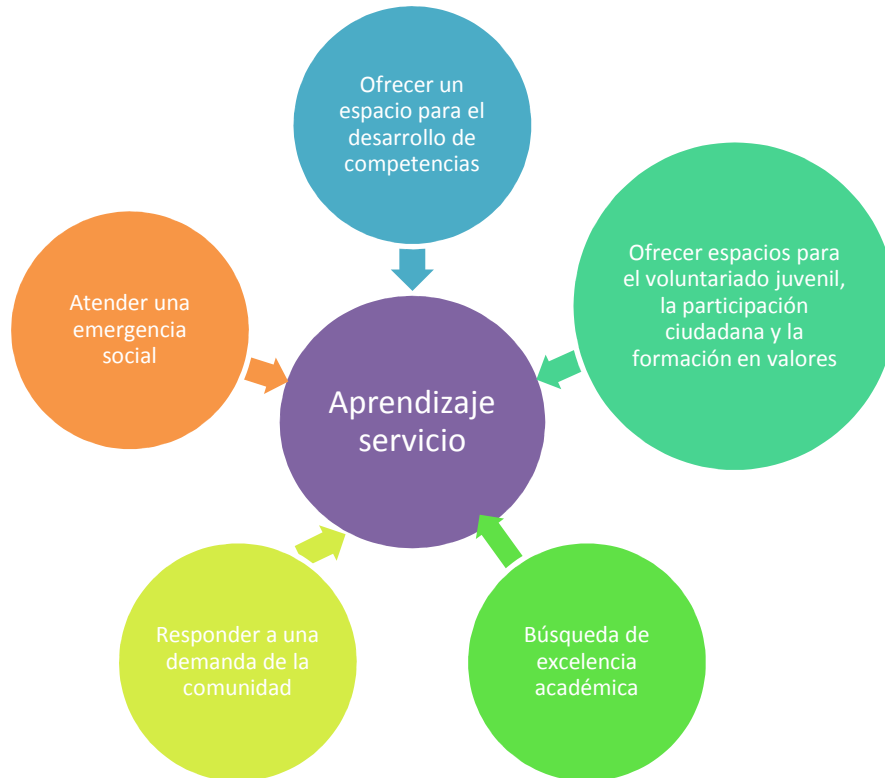 Ofrecer un
espacio para el
desarrollo de
competencias
Ofrecer espacios para
el voluntariado juvenil,
la participación
ciudadana y la
formación en valores
Atender una
emergencia
social
Aprendizaje
servicio
Responder a una
demanda de la
comunidad
Búsqueda de
excelencia
académica